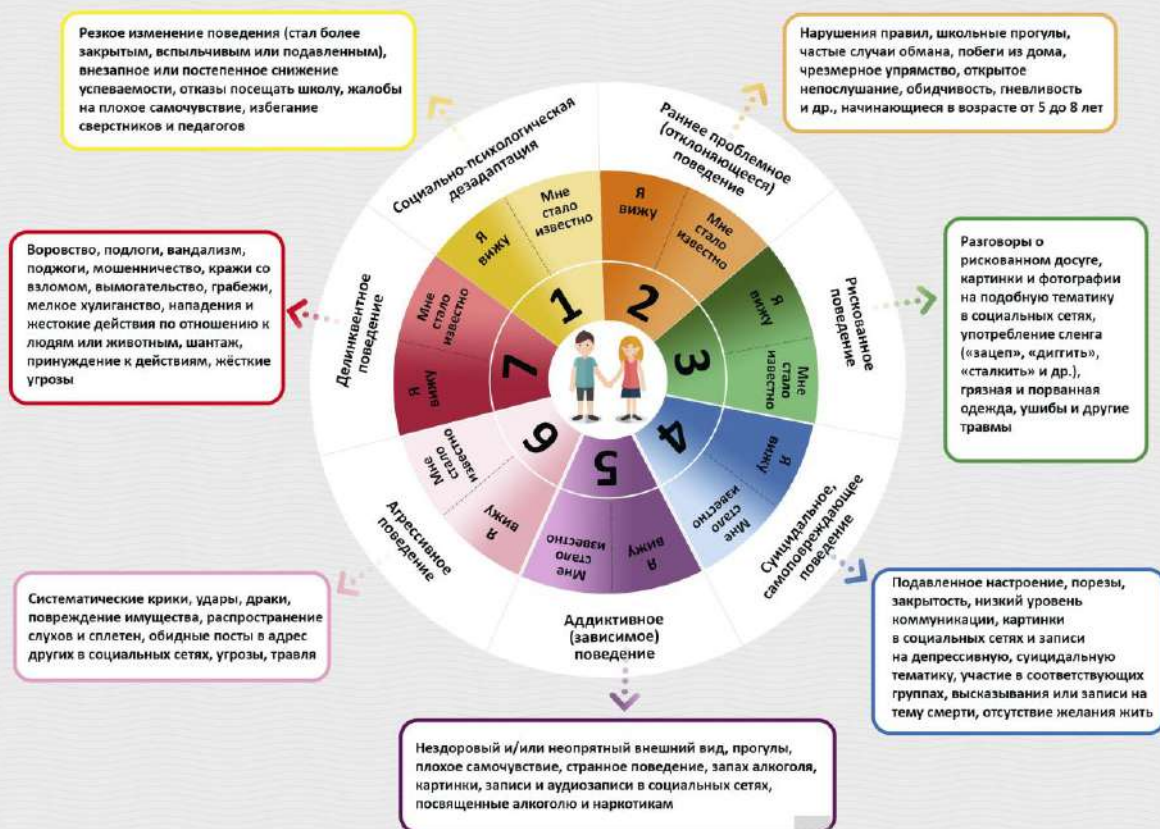 Резкое изменение поведения (стал более
закрытым, вспыльчивым или подавленным),
внезапное или постепенное снижение
успеваемости, отказы посещать школу, жалобы
на плохое самочувствие, избегание
сверстников и педагогов
Нарушения правил, школьные прогулы,
частые случаи обмана, побеги из дома,
чрезмерное упрямство, открытое
непослушание, обидчивость, гневливость
и др., начинающиеся в возрасте от 5 до 8 лет
Социально-психологическая
дезадаптация
Я
вижу
Мне
стало
известно
1
Раннее проблемное
(отклоняющееся)
поведение
Я
вижу
Мне
стало
известно
2
Рискованное
поведение
Я
вижу
Мне
стало
известно
3
Разговоры о
рискованном досуге,
картинки и фотографии
на подобную тематику
в социальных сетях,
употребление сленга
(«зацеп», «диггить»,
«сталкить» и др.),
грязная и порванная
одежда, ушибы и другие
травмы
Суицидальное,
самоповреждающее
поведение
Я
вижу
Мне
стало
известно
4
Подавленное настроение, порезы,
закрытость, низкий уровень
коммуникации, картинки
в социальных сетях и записи
на депрессивную, суицидальную
тематику, участие в соответствующих
группах, высказывания или записи на
тему смерти, отсутствие желания жить
Аддиктивное
(зависимое)
поведение
Я
вижу
Мне
стало
известно
5
Нездоровый и/или неопрятный внешний вид, прогулы,
плохое самочувствие, странное поведение, запах алкоголя,
картинки, записи и аудиозаписи в социальных сетях,
посвященные алкоголю и наркотикам
Агрессивное
поведение
Я
вижу
Мне
стало
известно
6
Систематические крики, удары, драки,
повреждение имущества, распространение
слухов и сплетен, обидные посты в адрес
других в социальных сетях, угрозы, травля
Делинквентное
поведение
Я
вижу
Мне
стало
известно
7
Воровство, подлоги, вандализм,
поджоги, мошенничество, кражи со
взломом, вымогательство, грабежи,
мелкое хулиганство, нападения и
жестокие действия по отношению к
людям или животным, шантаж,
принуждение к действиям, жёсткие
угрозы